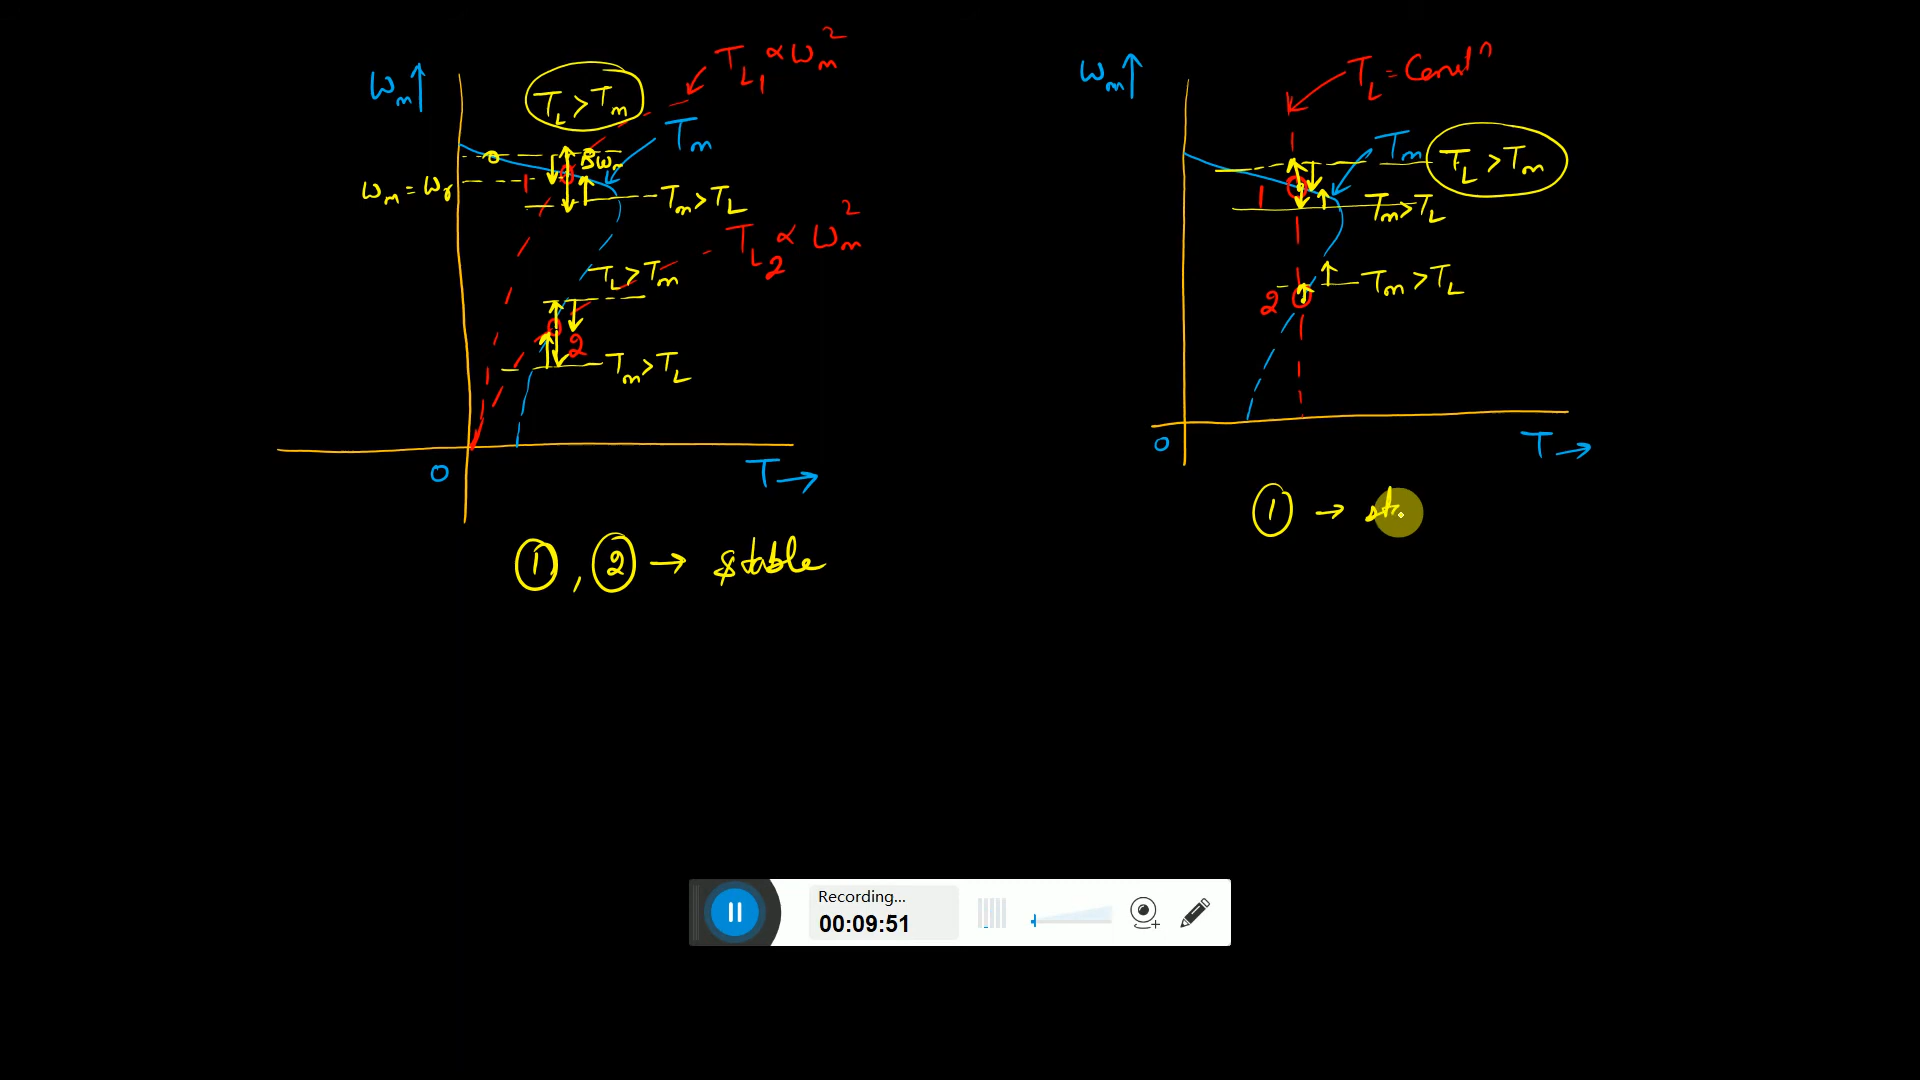 ωm↑
TL > Tm
TL1 ∝ ωm²
Tm
Bωm
1
ωm = ωr
Tm > TL
TL2 ∝ ωm²
TL > Tm
2
Tm > TL
0
T →
①, ② → stable
ωm↑
TL = Const n
Tm
TL > Tm
1
Tm > TL
2
Tm > TL
0
T →
① → st
Recording...
00:09:51